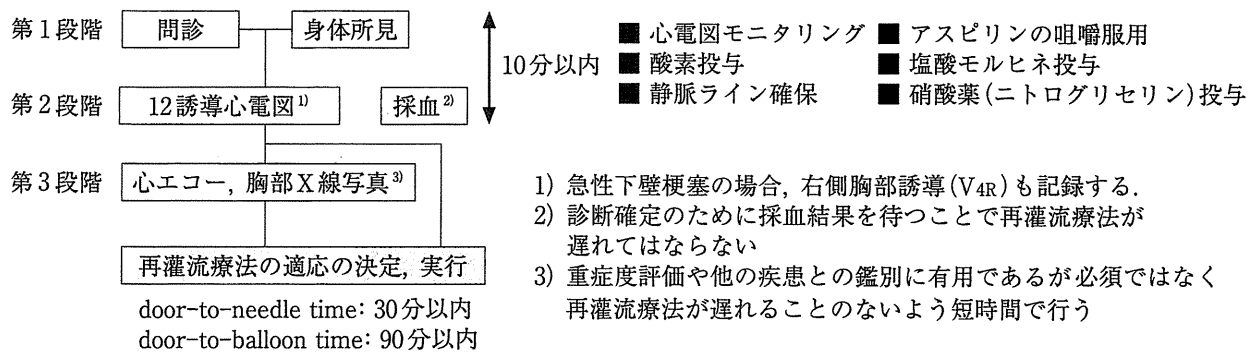 第1段階 問診 身体所見
10分以内
■ 心電図モニタリング ■ アスピリンの咀嚼服用
■ 酸素投与 ■ 塩酸モルヒネ投与
■ 静脈ライン確保 ■ 硝酸薬(ニトログリセリン)投与
第2段階 12誘導心電図1) 採血2)
第3段階 心エコー, 胸部X線写真3)
再灌流療法の適応の決定, 実行
door-to-needle time: 30分以内
door-to-balloon time: 90分以内
1) 急性下壁梗塞の場合, 右側胸部誘導(V4R)も記録する.
2) 診断確定のために採血結果を待つことで再灌流療法が
遅れてはならない
3) 重症度評価や他の疾患との鑑別に有用であるが必須ではなく
再灌流療法が遅れることのないよう短時間で行う